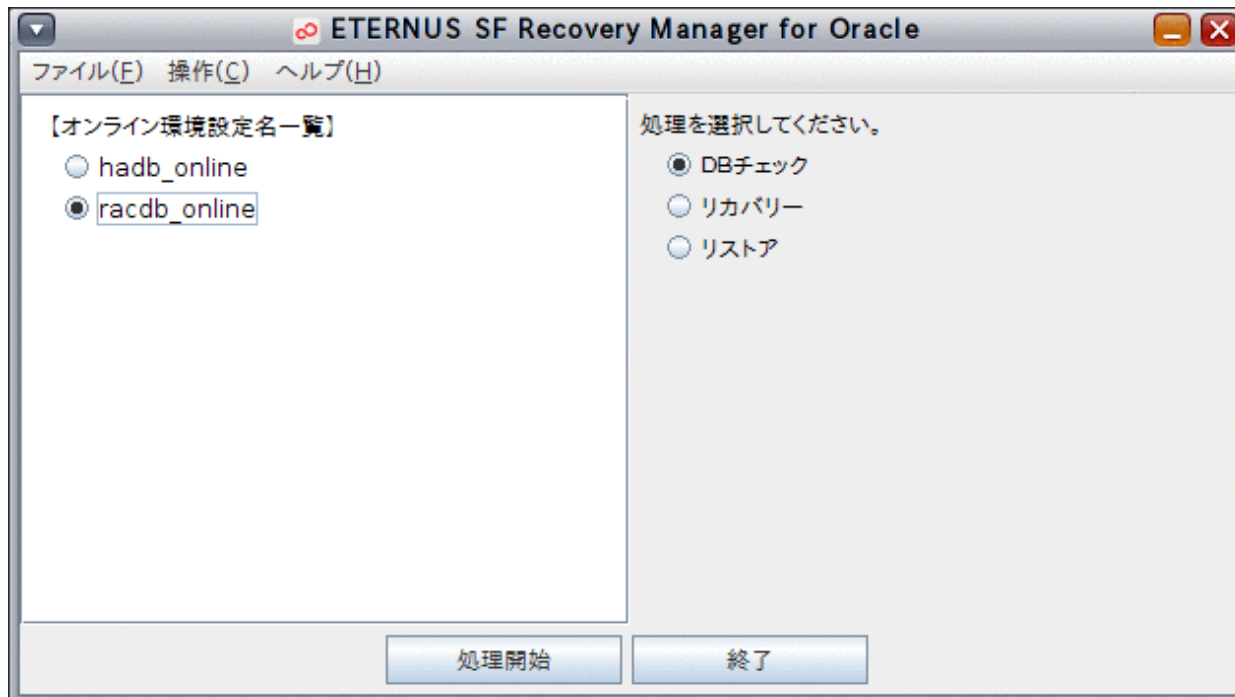 ETERNUS SF Recovery Manager for Oracle
ファイル(F) 操作(C) ヘルプ(H)
【オンライン環境設定名一覧】
hadb_online
racdb_online
処理を選択してください。
DBチェック
リカバリー
リストア
処理開始 終了